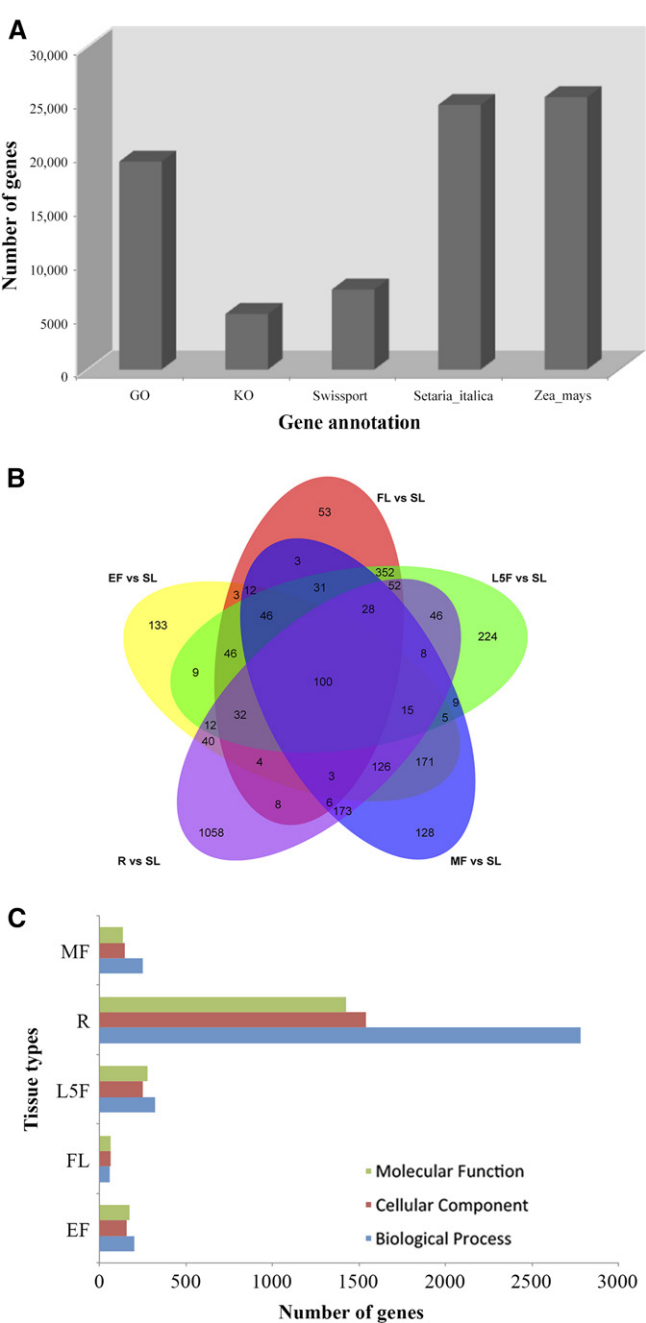 A
30,000
25,000
20,000
15,000
10,000
5000
0
Number of genes
GO KO Swissport Setaria_italica Zea_mays
Gene annotation
B
FL vs SL
53
EF vs SL
L5F vs SL
3
352
3 12 31 52
133
46
28
46
224
46
8
9
100
32
15
9
5
12
40
4
3
126
171
8
6
173
1058
128
R vs SL
MF vs SL
C
MF
R
L5F
FL
EF
Tissue types
Molecular Function
Cellular Component
Biological Process
0 500 1000 1500 2000 2500 3000
Number of genes